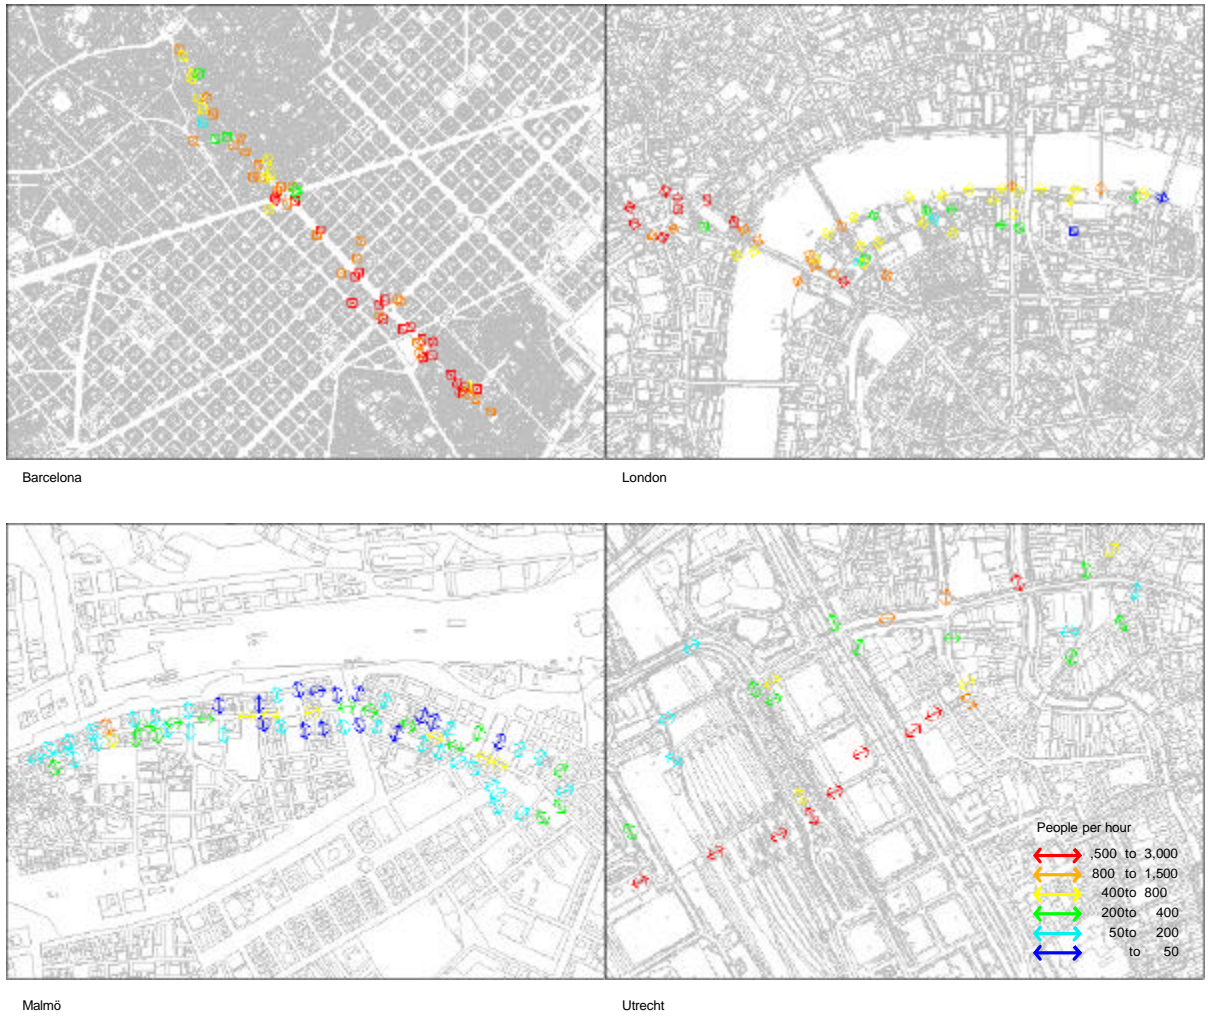 Barcelona
London
People per hour
,500 to 3,000
800 to 1,500
400to 800
200to 400
50to 200
to 50
Malmö
Utrecht